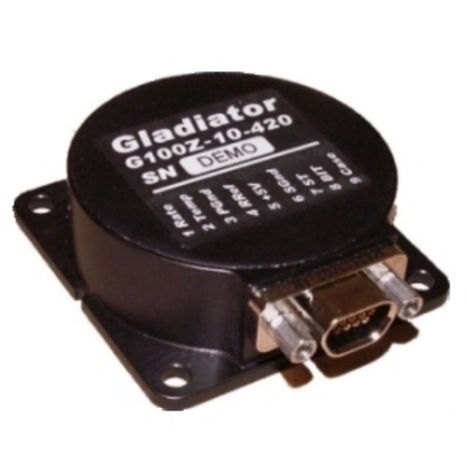 Gladiator
G100Z-10-420
SN DEMO
1 Rate
2 Temp
3 PGnd
4 RRef
5 +5V
6 SGnd
7 ST
8 BIT
9 Case